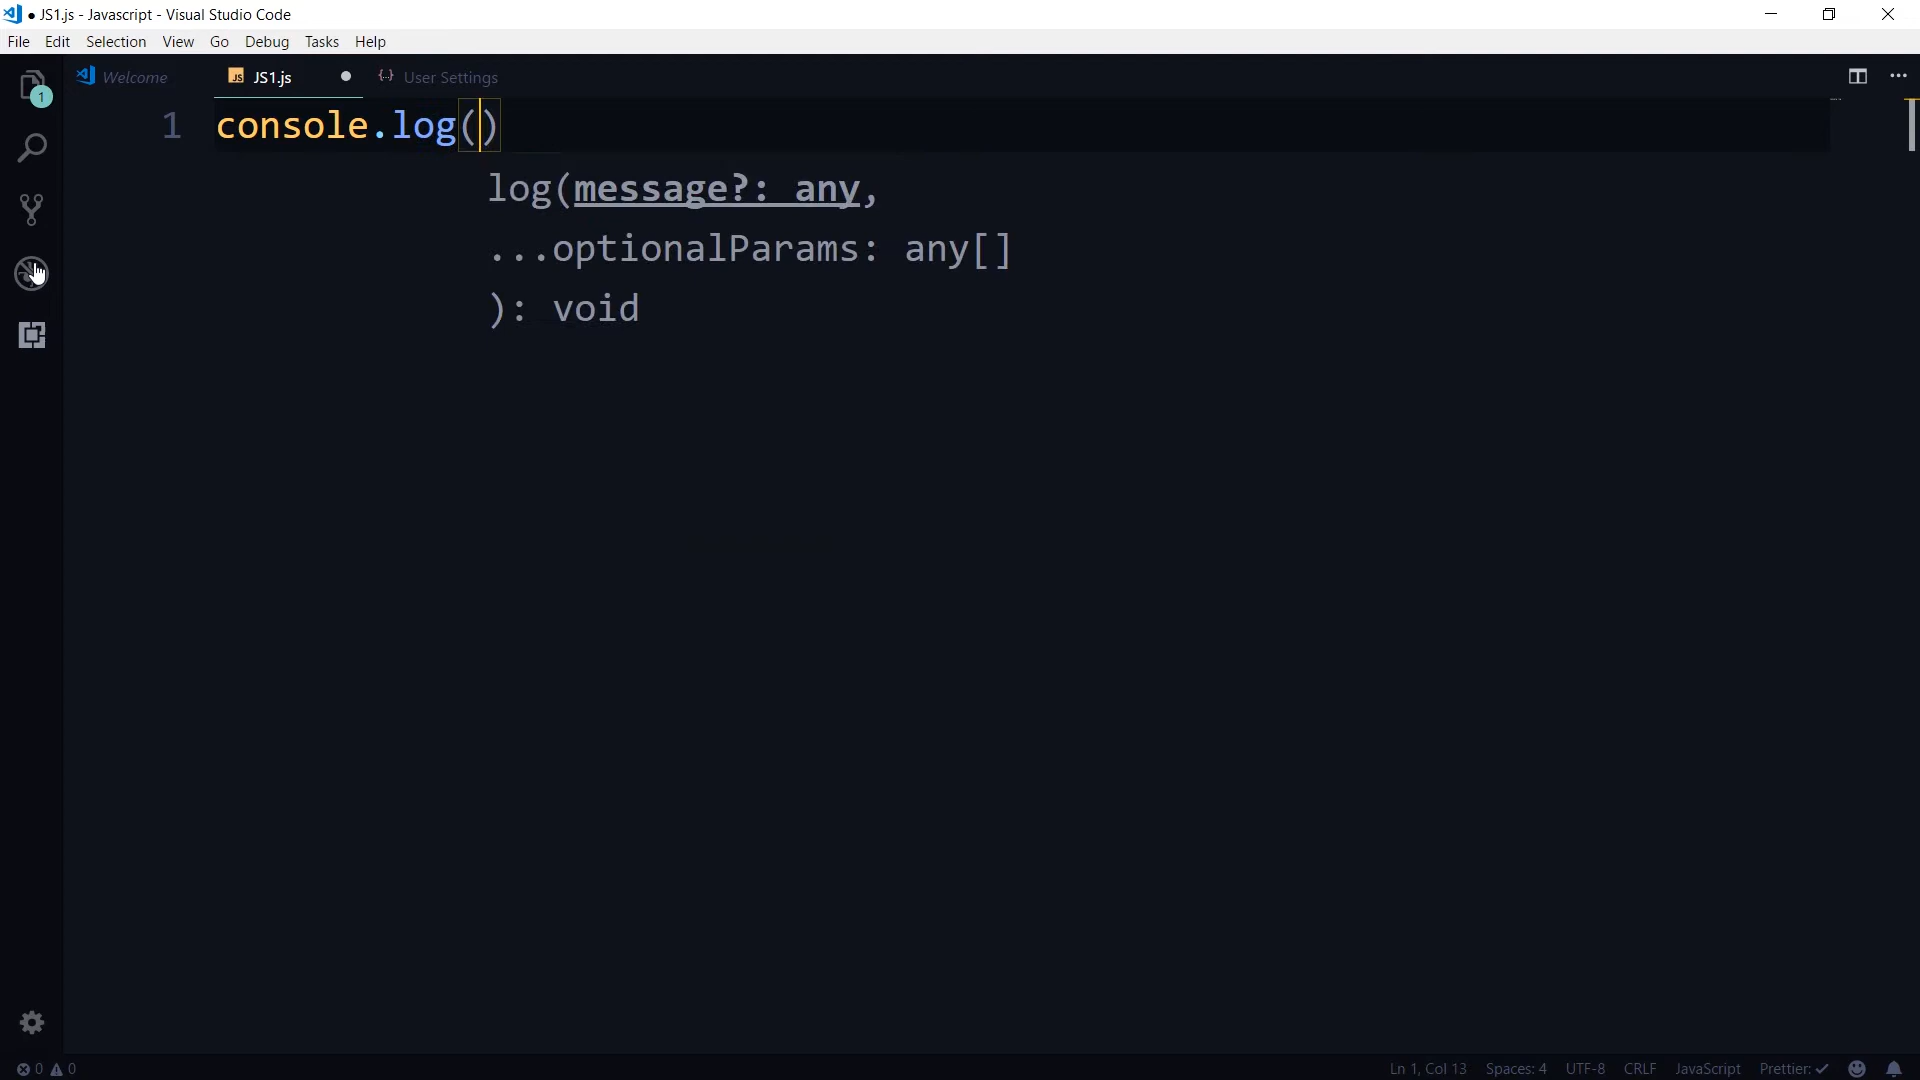 ● JS1.js - Javascript - Visual Studio Code
File Edit Selection View Go Debug Tasks Help
Welcome JS JS1.js ● {··} User Settings ···
1
1 console.log()
log(message?: any,
...optionalParams: any[]
): void
0 0 Ln 1, Col 13 Spaces: 4 UTF-8 CRLF JavaScript Prettier: ✓